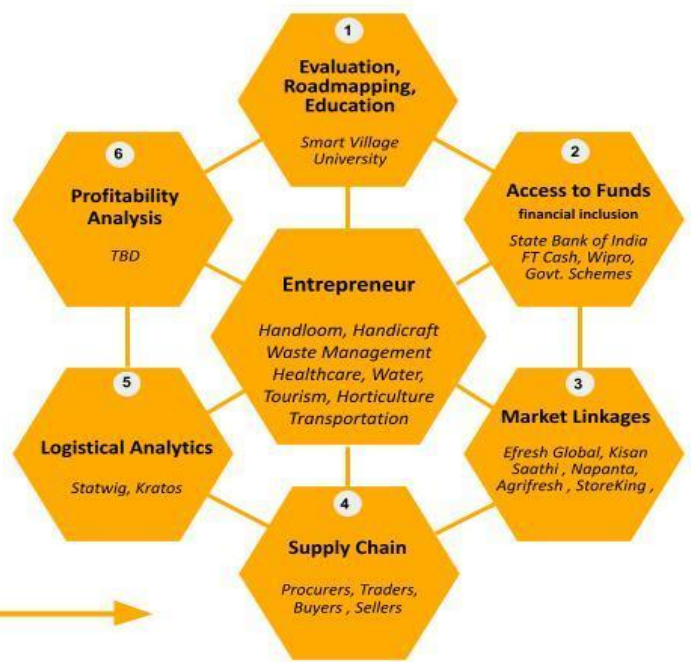 1
Evaluation,
Roadmapping,
Education
Smart Village
University
2
Access to Funds
financial inclusion
State Bank of India
FT Cash, Wipro,
Govt. Schemes
3
Market Linkages
Efresh Global, Kisan
Saathi , Napanta,
Agrifresh , StoreKing ,
4
Supply Chain
Procurers, Traders,
Buyers , Sellers
5
Logistical Analytics
Statwig, Kratos
6
Profitability
Analysis
TBD
Entrepreneur
Handloom, Handicraft
Waste Management
Healthcare, Water,
Tourism, Horticulture
Transportation